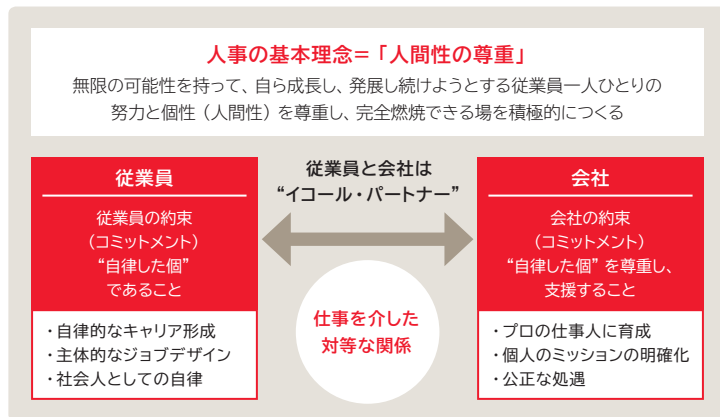 人事の基本理念=「人間性の尊重」
無限の可能性を持って、自ら成長し、発展し続けようとする従業員一人ひとりの
努力と個性（人間性）を尊重し、完全燃焼できる場を積極的につくる
従業員
従業員の約束
（コミットメント）
“自律した個”
であること
・自律的なキャリア形成
・主体的なジョブデザイン
・社会人としての自律
従業員と会社は
“イコール・パートナー”
仕事を介した
対等な関係
会社
会社の約束
（コミットメント）
“自律した個” を尊重し、
支援すること
・プロの仕事人に育成
・個人のミッションの明確化
・公正な処遇